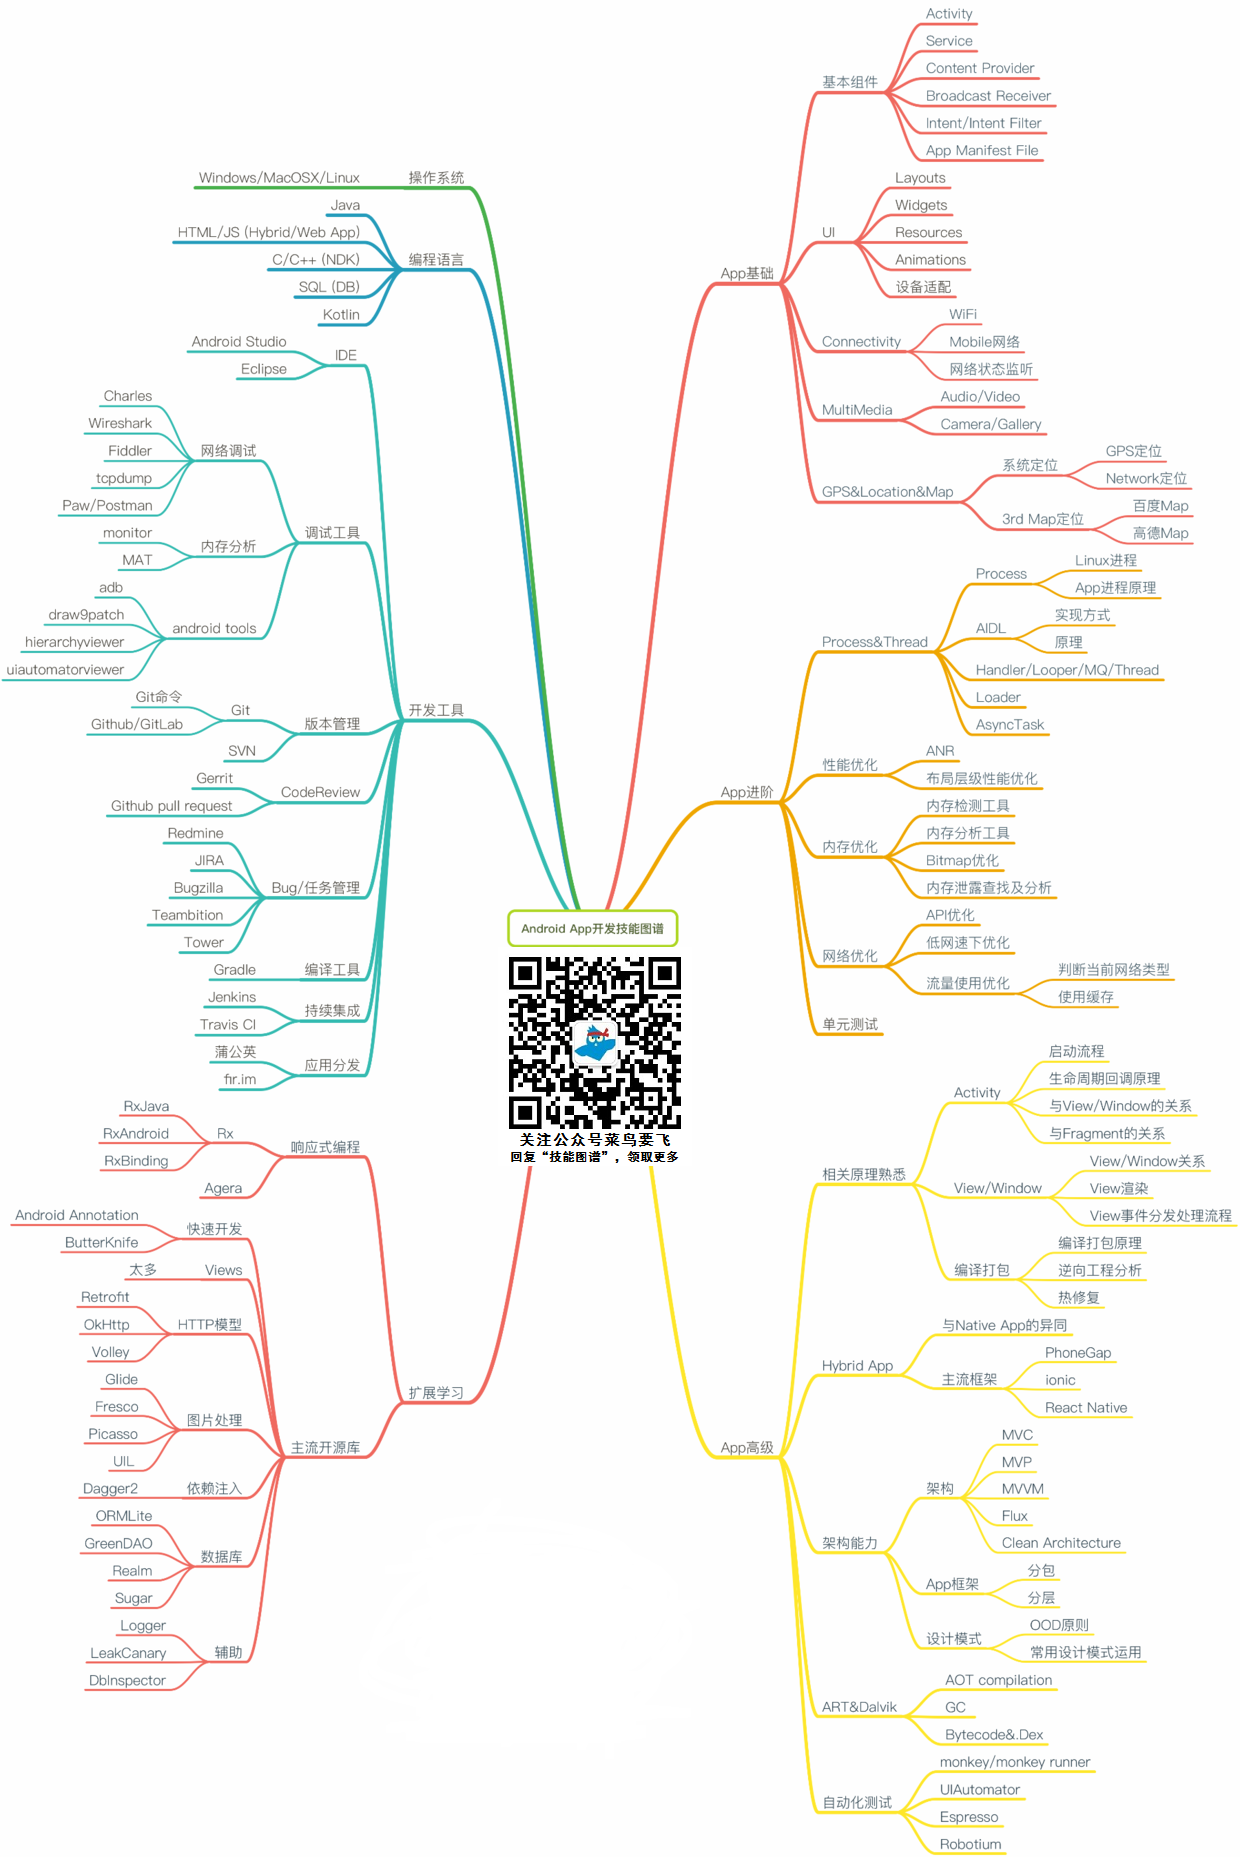 Android App开发技能图谱
关注公众号菜鸟要飞
回复“技能图谱”，领取更多
操作系统
Windows/MacOSX/Linux
编程语言
Java
HTML/JS (Hybrid/Web App)
C/C++ (NDK)
SQL (DB)
Kotlin
开发工具
IDE
Android Studio
Eclipse
调试工具
网络调试
Charles
Wireshark
Fiddler
tcpdump
Paw/Postman
内存分析
monitor
MAT
android tools
adb
draw9patch
hierarchyviewer
uiautomatorviewer
版本管理
Git
Git命令
Github/GitLab
SVN
CodeReview
Gerrit
Github pull request
Bug/任务管理
Redmine
JIRA
Bugzilla
Teambition
Tower
编译工具
Gradle
持续集成
Jenkins
Travis CI
应用分发
蒲公英
fir.im
扩展学习
响应式编程
Rx
RxJava
RxAndroid
RxBinding
Agera
主流开源库
快速开发
Android Annotation
ButterKnife
Views
太多
HTTP模型
Retrofit
OkHttp
Volley
图片处理
Glide
Fresco
Picasso
UIL
依赖注入
Dagger2
数据库
ORMLite
GreenDAO
Realm
Sugar
辅助
Logger
LeakCanary
DbInspector
App基础
基本组件
Activity
Service
Content Provider
Broadcast Receiver
Intent/Intent Filter
App Manifest File
UI
Layouts
Widgets
Resources
Animations
设备适配
Connectivity
WiFi
Mobile网络
网络状态监听
MultiMedia
Audio/Video
Camera/Gallery
GPS&Location&Map
系统定位
GPS定位
Network定位
3rd Map定位
百度Map
高德Map
App进阶
Process&Thread
Process
Linux进程
App进程原理
AIDL
实现方式
原理
Handler/Looper/MQ/Thread
Loader
AsyncTask
性能优化
ANR
布局层级性能优化
内存优化
内存检测工具
内存分析工具
Bitmap优化
内存泄露查找及分析
网络优化
API优化
低网速下优化
流量使用优化
判断当前网络类型
使用缓存
单元测试
App高级
相关原理熟悉
Activity
启动流程
生命周期回调原理
与View/Window的关系
与Fragment的关系
View/Window
View/Window关系
View渲染
View事件分发处理流程
编译打包
编译打包原理
逆向工程分析
热修复
Hybrid App
与Native App的异同
主流框架
PhoneGap
ionic
React Native
架构能力
架构
MVC
MVP
MVVM
Flux
Clean Architecture
App框架
分包
分层
设计模式
OOD原则
常用设计模式运用
ART&Dalvik
AOT compilation
GC
Bytecode&.Dex
自动化测试
monkey/monkey runner
UIAutomator
Espresso
Robotium